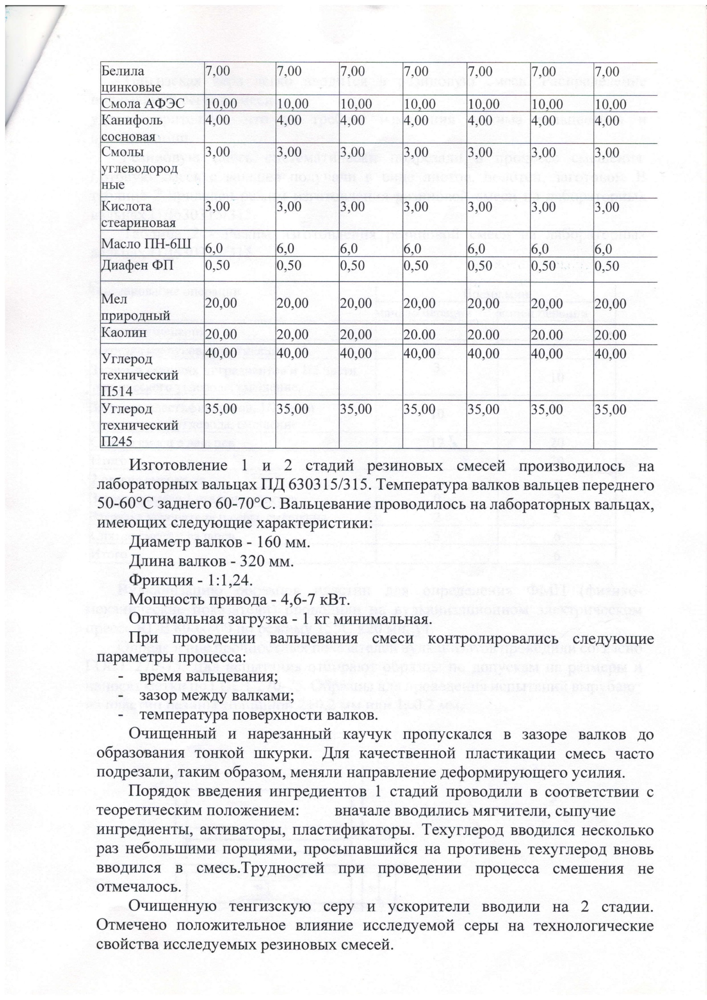 Белила 7,00 7,00 7,00 7,00 7,00 7,00 7,00
цинковые
Смола АФЭС 10,00 10,00 10,00 10,00 10,00 10,00 10,00
Канифоль 4,00 4,00 4,00 4,00 4,00 4,00 4,00
сосновая
Смолы 3,00 3,00 3,00 3,00 3,00 3,00 3,00
углеводород
ные
Кислота 3,00 3,00 3,00 3,00 3,00 3,00 3,00
стеариновая
Масло ПН-6Ш 6,0 6,0 6,0 6,0 6,0 6,0 6,0
Диафен ФП 0,50 0,50 0,50 0,50 0,50 0,50 0,50
Мел 20,00 20,00 20,00 20,00 20,00 20,00 20,00
природный
Каолин 20,00 20,00 20,00 20.00 20.00 20.00 20.00
Углерод 40,00 40,00 40,00 40,00 40,00 40,00 40,00
технический
П514
Углерод 35,00 35,00 35,00 35,00 35,00 35,00 35,00
технический
П245
Изготовление 1 и 2 стадий резиновых смесей производилось на
лабораторных вальцах ПД 630315/315. Температура валков вальцев переднего
50-60°С заднего 60-70°С. Вальцевание проводилось на лабораторных вальцах,
имеющих следующие характеристики:
Диаметр валков - 160 мм.
Длина валков - 320 мм.
Фрикция - 1:1,24.
Мощность привода - 4,6-7 кВт.
Оптимальная загрузка - 1 кг минимальная.
При проведении вальцевания смеси контролировались следующие
параметры процесса:
- время вальцевания;
- зазор между валками;
- температура поверхности валков.
Очищенный и нарезанный каучук пропускался в зазоре валков до
образования тонкой шкурки. Для качественной пластикации смесь часто
подрезали, таким образом, меняли направление деформирующего усилия.
Порядок введения ингредиентов 1 стадий проводили в соответствии с
теоретическим положением: вначале вводились мягчители, сыпучие
ингредиенты, активаторы, пластификаторы. Техуглерод вводился несколько
раз небольшими порциями, просыпавшийся на противень техуглерод вновь
вводился в смесь.Трудностей при проведении процесса смешения не
отмечалось.
Очищенную тенгизскую серу и ускорители вводили на 2 стадии.
Отмечено положительное влияние исследуемой серы на технологические
свойства исследуемых резиновых смесей.